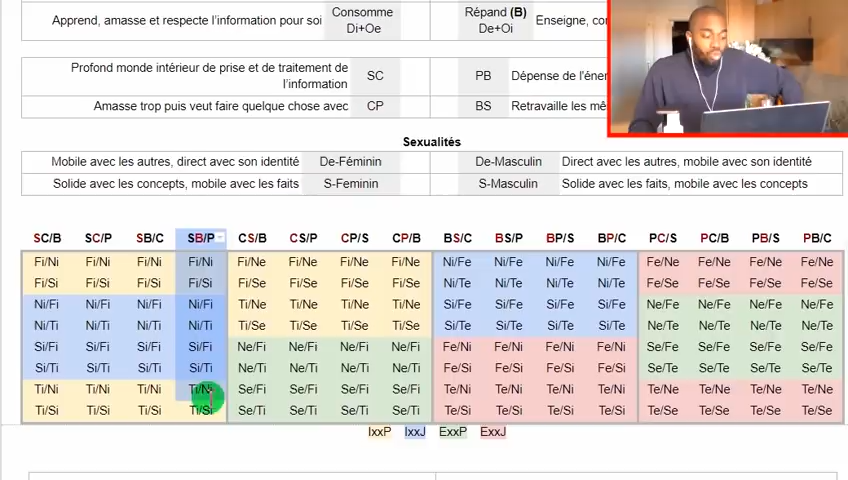 Apprend, amasse et respecte l'information pour soi Consomme Di+Oe Répand (B) De+Oi Enseigne,
Profond monde intérieur de prise et de traitement de l'information SC PB Dépense de
Amasse trop puis veut faire quelque chose avec CP BS Retravaille les
Sexualités
Mobile avec les autres, direct avec son identité De-Féminin De-Masculin Direct avec les autres, mobile avec son identité
Solide avec les concepts, mobile avec les faits S-Feminin S-Masculin Solide avec les faits, mobile avec les concepts
SC/B SC/P SB/C SB/P CS/B CS/P CP/S CP/B BS/C BS/P BP/S BP/C PC/S PC/B PB/S PB/C
Fi/Ni Fi/Ni Fi/Ni Fi/Ni Fi/Ne Fi/Ne Fi/Ne Fi/Ne Ni/Fe Ni/Fe Ni/Fe Ni/Fe Fe/Ne Fe/Ne Fe/Ne Fe/Ne
Fi/Si Fi/Si Fi/Si Fi/Si Fi/Se Fi/Se Fi/Se Fi/Se Ni/Te Ni/Te Ni/Te Ni/Te Fe/Se Fe/Se Fe/Se Fe/Se
Ni/Fi Ni/Fi Ni/Fi Ni/Fi Ti/Ne Ti/Ne Ti/Ne Ti/Ne Si/Fe Si/Fe Si/Fe Si/Fe Ne/Fe Ne/Fe Ne/Fe Ne/Fe
Ni/Ti Ni/Ti Ni/Ti Ni/Ti Ti/Se Ti/Se Ti/Se Ti/Se Si/Te Si/Te Si/Te Si/Te Ne/Te Ne/Te Ne/Te Ne/Te
Si/Fi Si/Fi Si/Fi Si/Fi Ne/Fi Ne/Fi Ne/Fi Ne/Fi Fe/Ni Fe/Ni Fe/Ni Fe/Ni Se/Fe Se/Fe Se/Fe Se/Fe
Si/Ti Si/Ti Si/Ti Si/Ti Ne/Ti Ne/Ti Ne/Ti Ne/Ti Fe/Si Fe/Si Fe/Si Fe/Si Se/Te Se/Te Se/Te Se/Te
Ti/Ni Ti/Ni Ti/Ni Ti/Ni Se/Fi Se/Fi Se/Fi Se/Fi Te/Ni Te/Ni Te/Ni Te/Ni Te/Ne Te/Ne Te/Ne Te/Ne
Ti/Si Ti/Si Ti/Si Ti/Si Se/Ti Se/Ti Se/Ti Se/Ti Te/Si Te/Si Te/Si Te/Si Te/Se Te/Se Te/Se Te/Se
IxxP IxxJ ExxP ExxJ